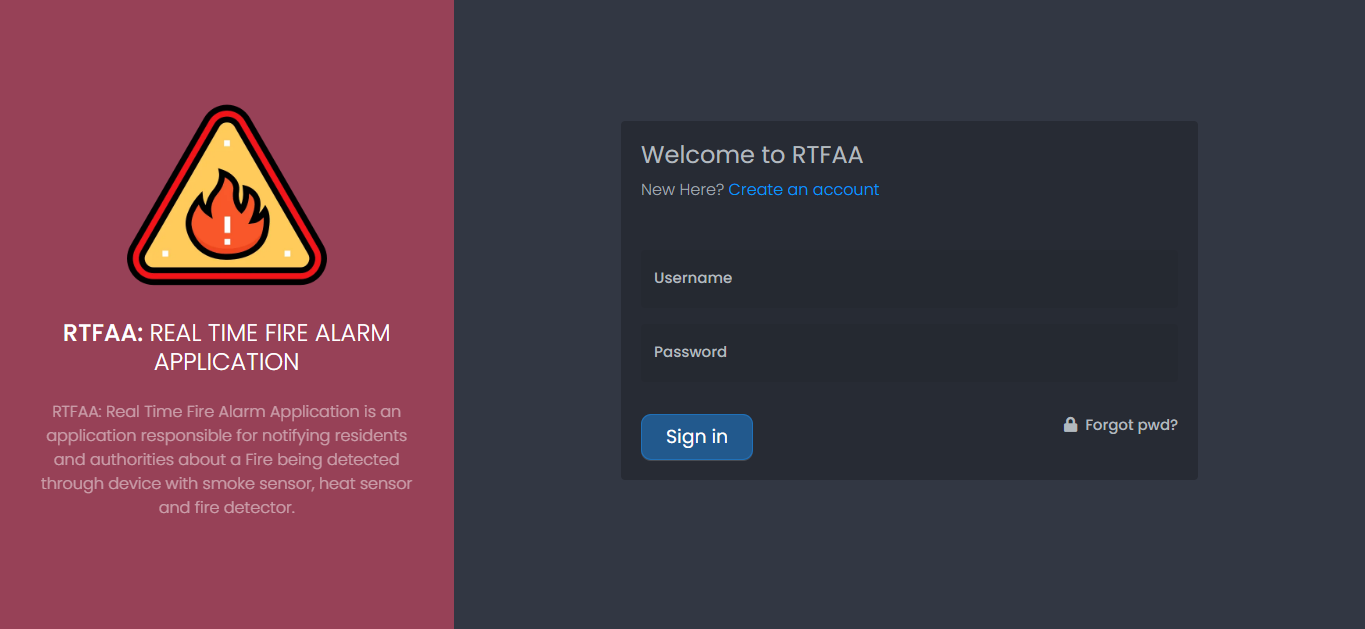 RTFAA: REAL TIME FIRE ALARM
APPLICATION
RTFAA: Real Time Fire Alarm Application is an
application responsible for notifying residents
and authorities about a Fire being detected
through device with smoke sensor, heat sensor
and fire detector.
Welcome to RTFAA
New Here? Create an account
Username
Password
Sign in
Forgot pwd?